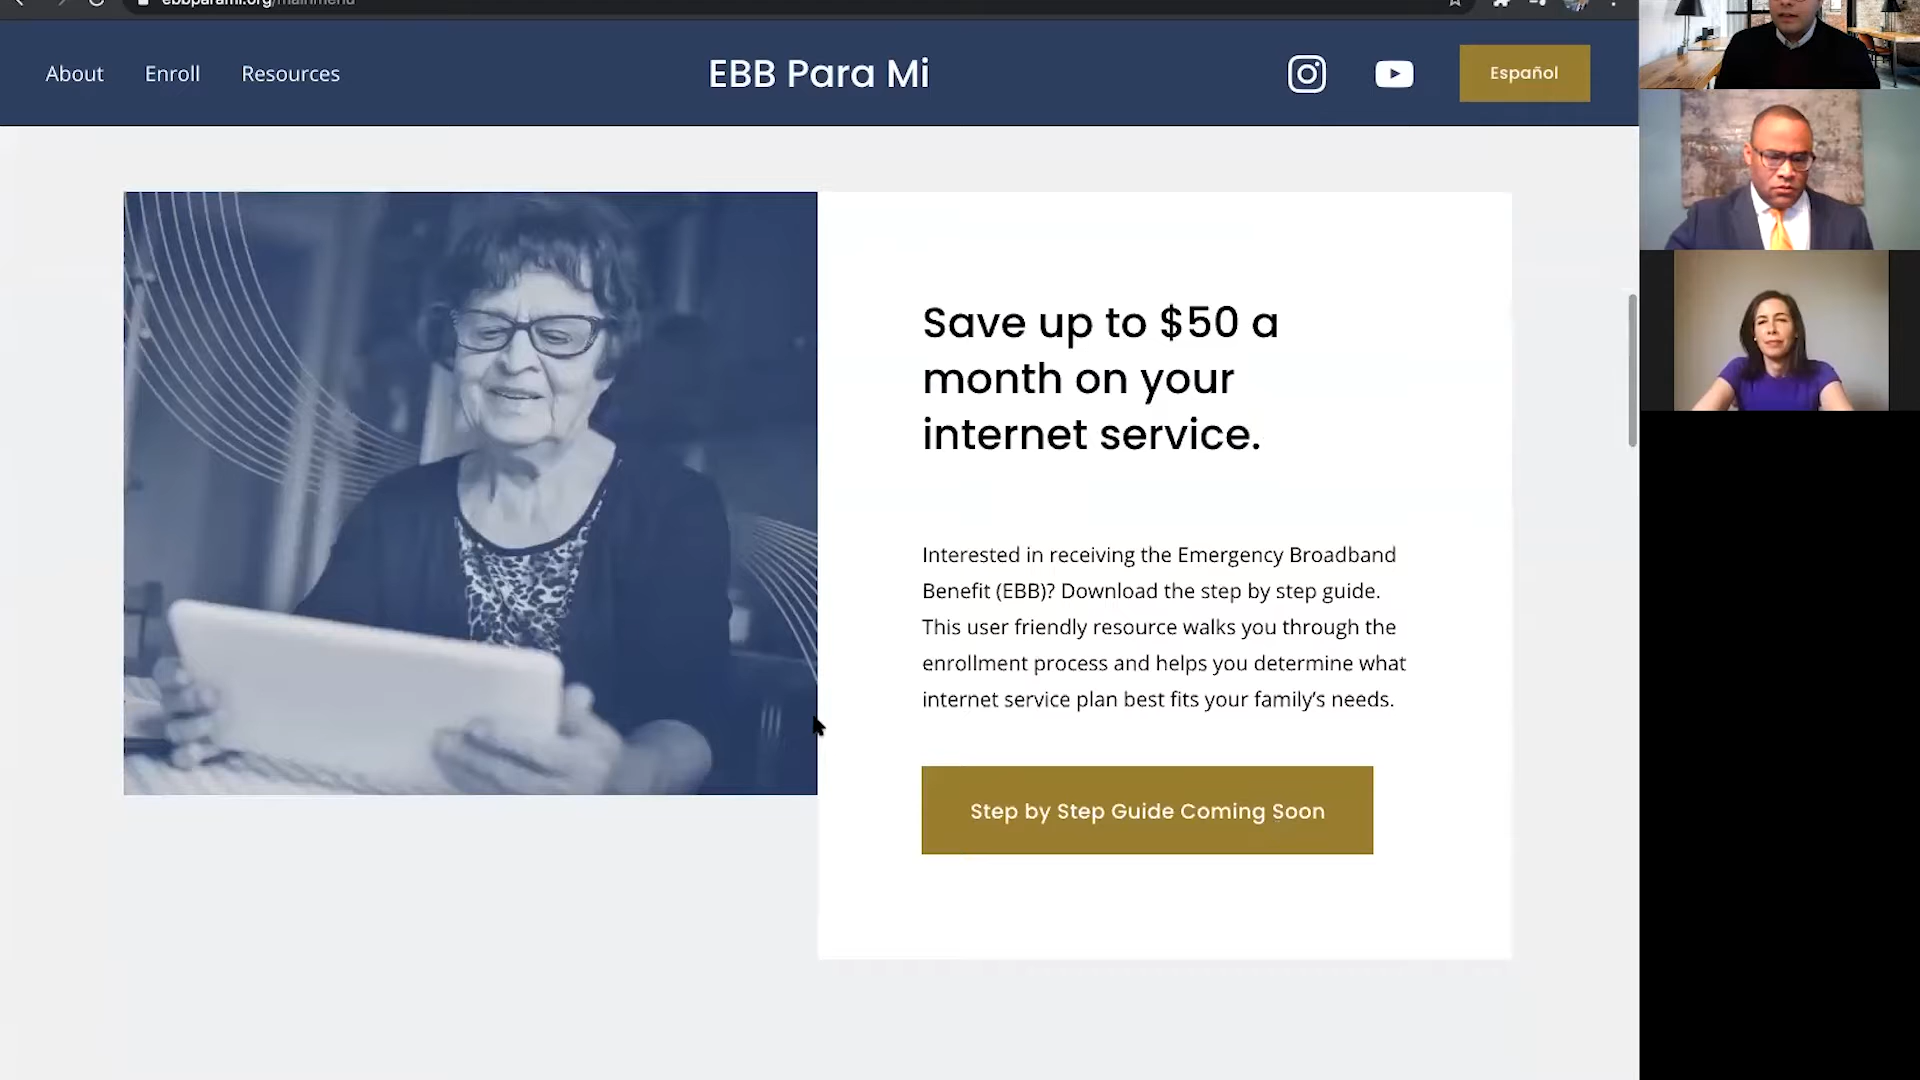 ebbparami.org/mainmenu
About
Enroll
Resources
EBB Para Mi
Español
Save up to $50 a
month on your
internet service.
Interested in receiving the Emergency Broadband
Benefit (EBB)? Download the step by step guide.
This user friendly resource walks you through the
enrollment process and helps you determine what
internet service plan best fits your family’s needs.
Step by Step Guide Coming Soon